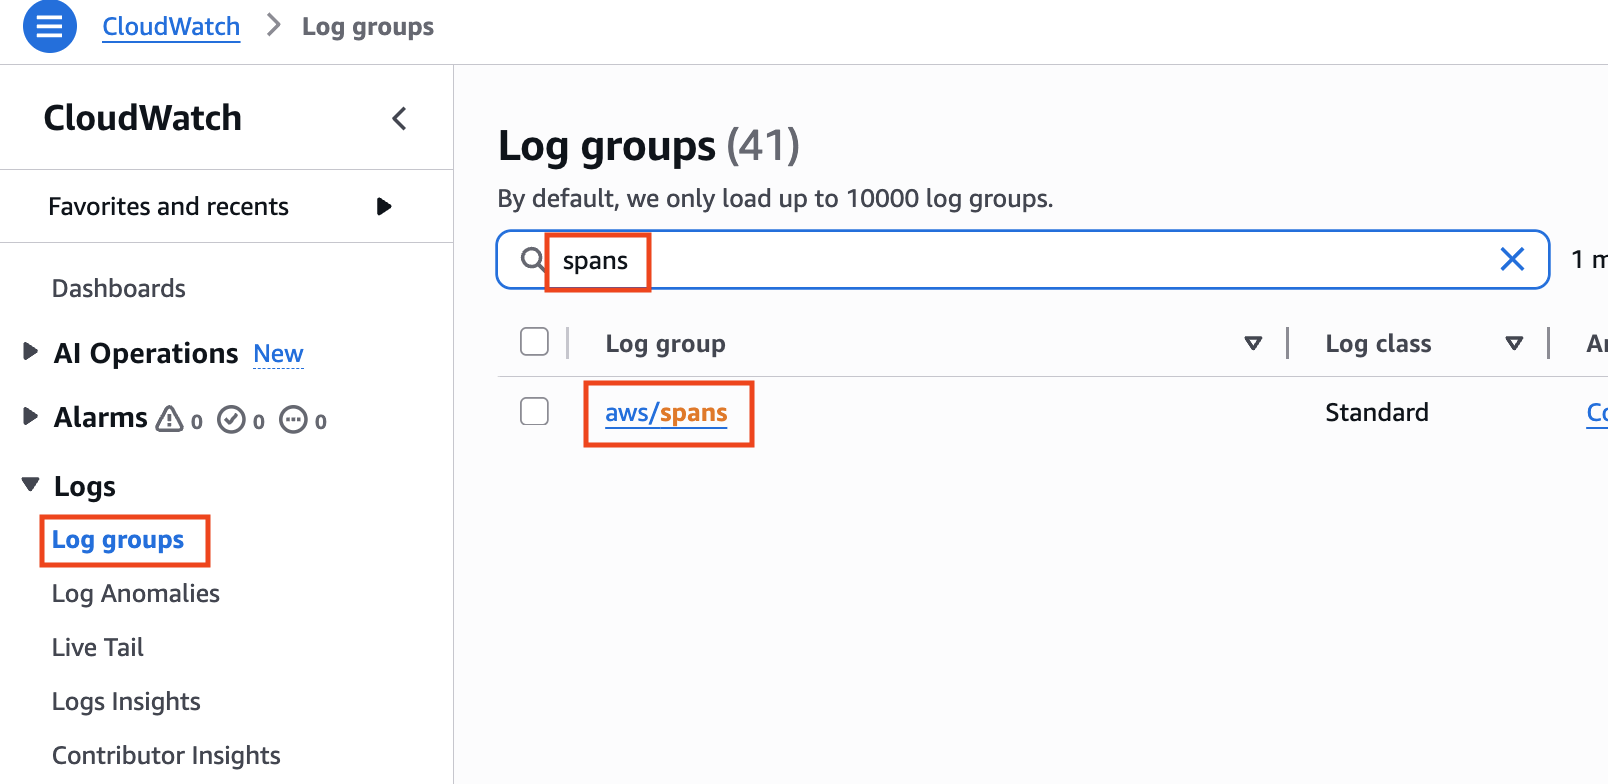 CloudWatch > Log groups
CloudWatch
Favorites and recents
Dashboards
AI Operations New
Alarms 0 0 0
Logs
Log groups
Log Anomalies
Live Tail
Logs Insights
Contributor Insights
Log groups (41)
By default, we only load up to 10000 log groups.
spans
1 m
Log group Log class
aws/spans Standard